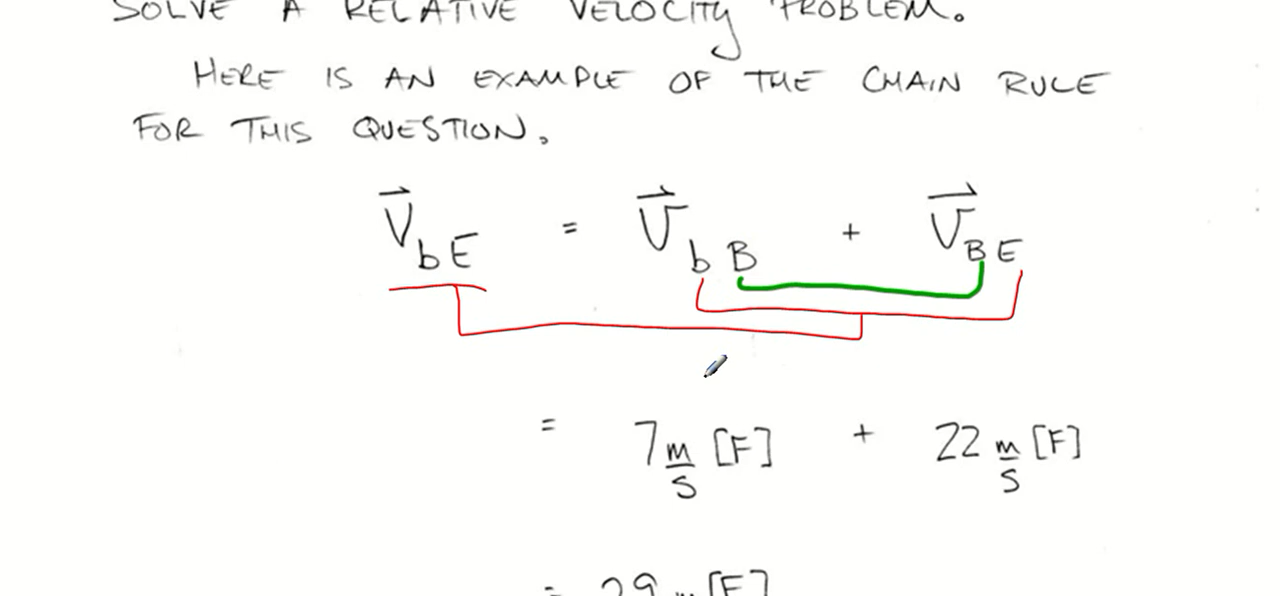 SOLVE A RELATIVE VELOCITY PROBLEM.
HERE IS AN EXAMPLE OF THE CHAIN RULE
FOR THIS QUESTION.
V⃗bE = V⃗bB + V⃗BE
= 7 m/s [F] + 22 m/s [F]
= 29 m [F]